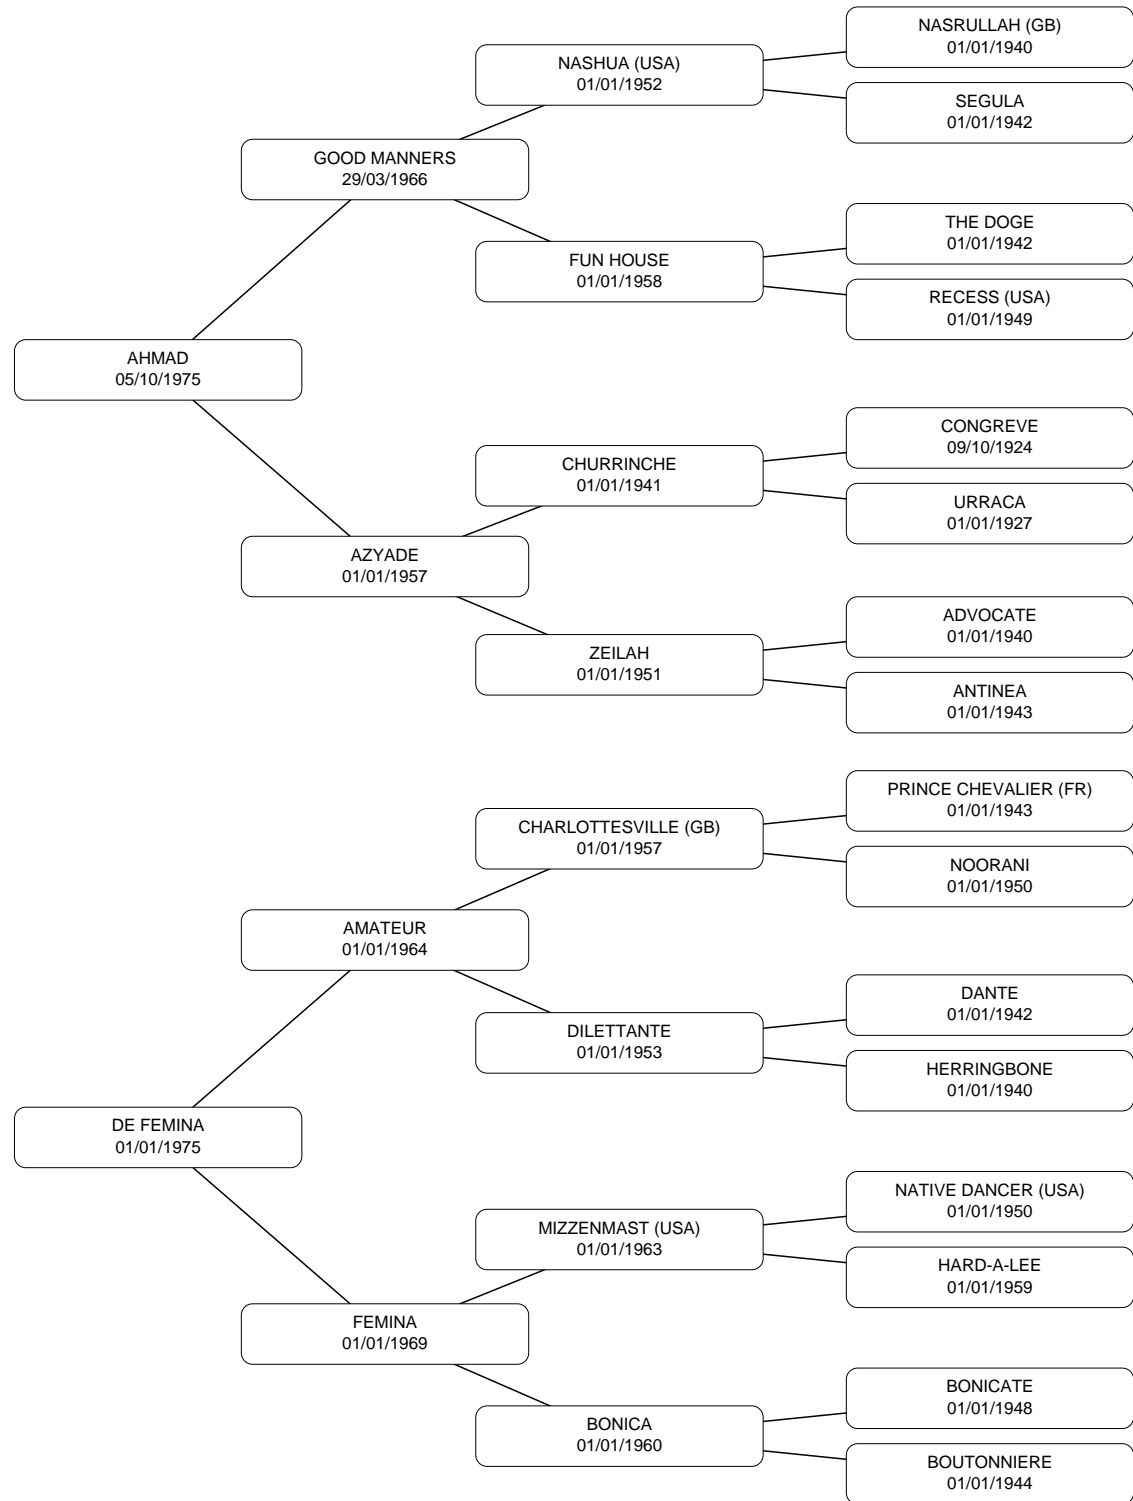 NASRULLAH (GB)
01/01/1940
NASHUA (USA)
01/01/1952
SEGULA
01/01/1942
GOOD MANNERS
29/03/1966
THE DOGE
01/01/1942
FUN HOUSE
01/01/1958
RECESS (USA)
01/01/1949
AHMAD
05/10/1975
CONGREVE
09/10/1924
CHURRINCHE
01/01/1941
URRACA
01/01/1927
AZYADE
01/01/1957
ADVOCATE
01/01/1940
ZEILAH
01/01/1951
ANTINEA
01/01/1943
PRINCE CHEVALIER (FR)
01/01/1943
CHARLOTTESVILLE (GB)
01/01/1957
NOORANI
01/01/1950
AMATEUR
01/01/1964
DANTE
01/01/1942
DILETTANTE
01/01/1953
HERRINGBONE
01/01/1940
DE FEMINA
01/01/1975
NATIVE DANCER (USA)
01/01/1950
MIZZENMAST (USA)
01/01/1963
HARD-A-LEE
01/01/1959
FEMINA
01/01/1969
BONICATE
01/01/1948
BONICA
01/01/1960
BOUTONNIERE
01/01/1944